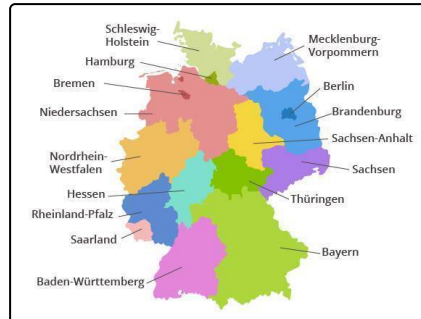 Schleswig-
Holstein
Mecklenburg-
Vorpommern
Hamburg
Bremen
Berlin
Niedersachsen
Brandenburg
Sachsen-Anhalt
Nordrhein-
Westfalen
Sachsen
Hessen
Thüringen
Rheinland-Pfalz
Saarland
Bayern
Baden-Württemberg